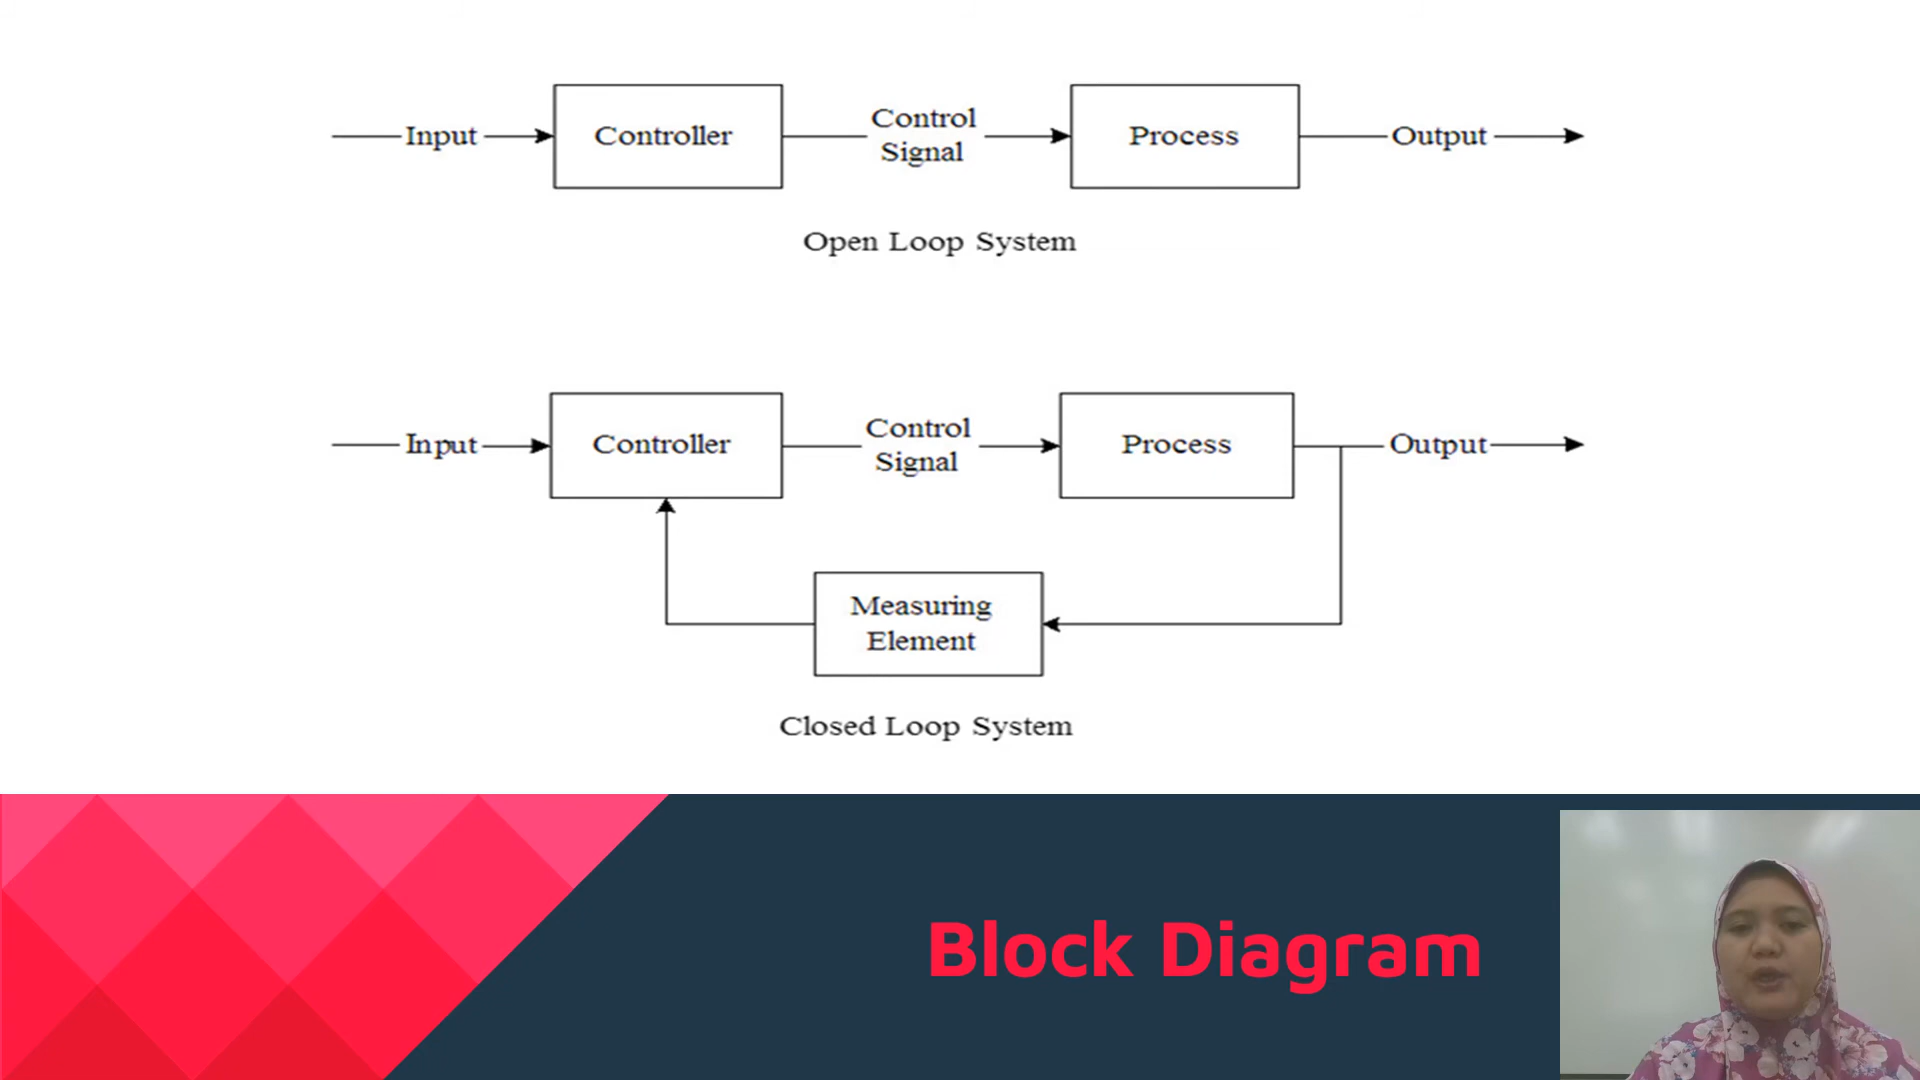 Input Controller Control Signal Process Output
Open Loop System
Input Controller Control Signal Process Output
Measuring
Element
Closed Loop System
Block Diagram